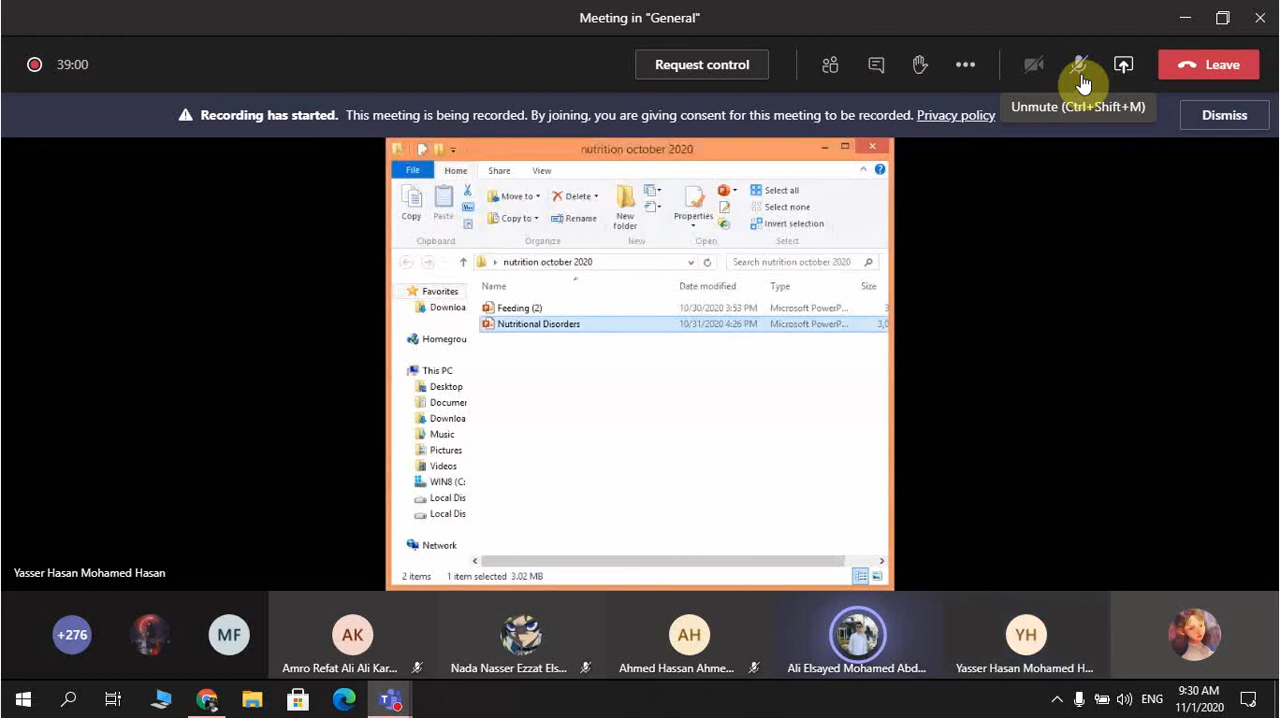 Meeting in "General"
39:00
Request control
Leave
Recording has started. This meeting is being recorded. By joining, you are giving consent for this meeting to be recorded. Privacy policy
Unmute (Ctrl+Shift+M)
Dismiss
nutrition october 2020
File Home Share View
Copy
Paste
Move to
Copy to
Delete
Rename
New folder
Properties
Select all
Select none
Invert selection
Clipboard Organize New Open Select
nutrition october 2020
Search nutrition october 2020
Name Date modified Type Size
Feeding (2) 10/30/2020 3:53 PM Microsoft PowerP... 3
Nutritional Disorders 10/31/2020 4:26 PM Microsoft PowerP... 3,0
Favorites
Downloa
Homegrou
This PC
Desktop
Documer
Downloa
Music
Pictures
Videos
WIN8 (C:
Local Dis
Local Dis
Network
2 items 1 item selected 3.02 MB
Yasser Hasan Mohamed Hasan
+276
MF
AK
AH
YH
Amro Refat Ali Ali Kar...
Nada Nasser Ezzat Els...
Ahmed Hassan Ahme...
Ali Elsayed Mohamed Abd...
Yasser Hasan Mohamed H...
ENG
9:30 AM
11/1/2020